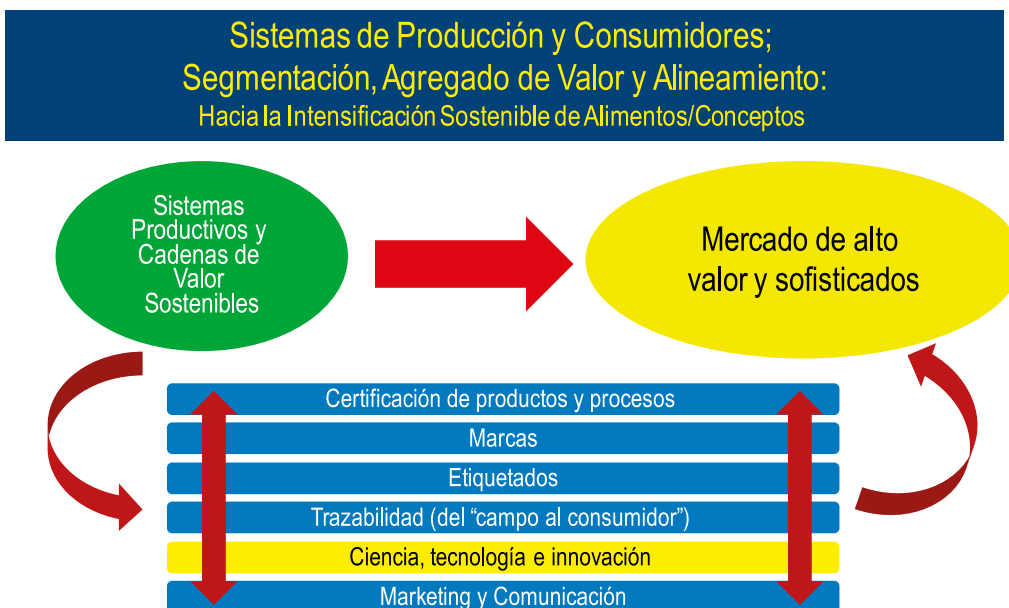 Sistemas de Producción y Consumidores;
Segmentación, Agregado de Valor y Alineamiento:
Hacia la Intensificación Sostenible de Alimentos/Conceptos
Sistemas
Productivos y
Cadenas de
Valor
Sostenibles
Mercado de alto
valor y sofisticados
Certificación de productos y procesos
Marcas
Etiquetados
Trazabilidad (del “campo al consumidor”)
Ciencia, tecnología e innovación
Marketing y Comunicación